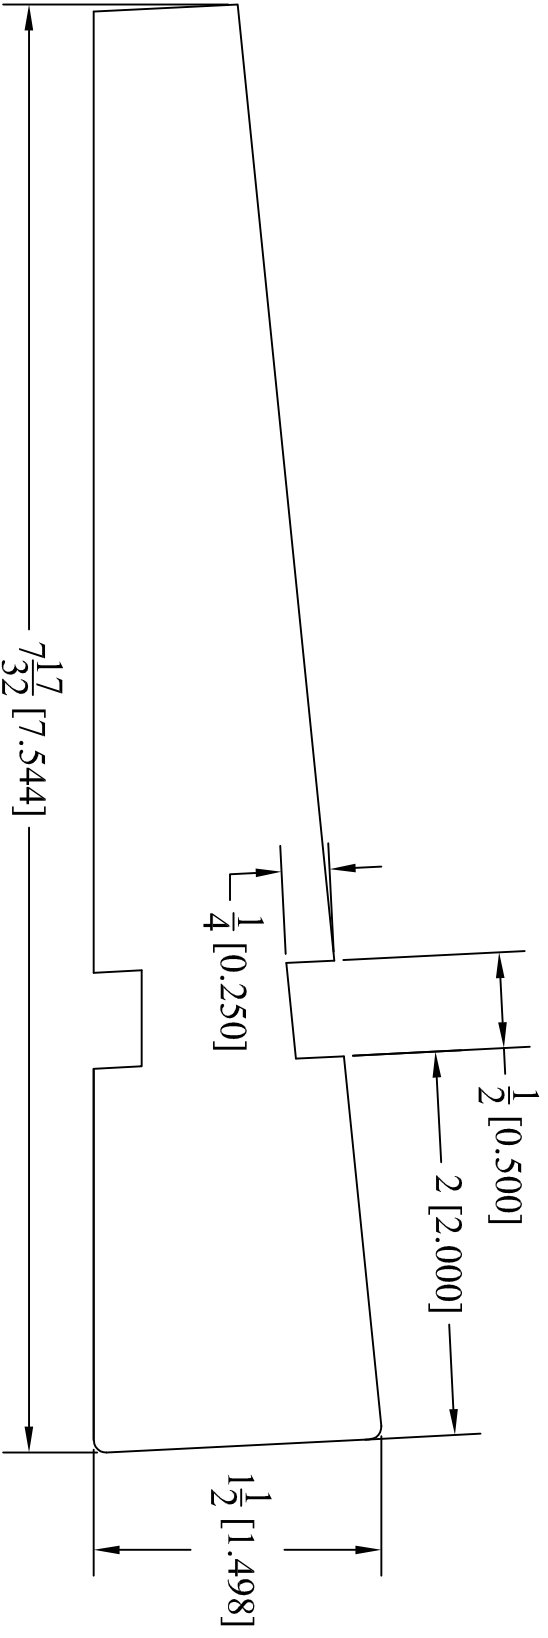 7 17/32 [7.544]
1/4 [0.250]
1/2 [0.500]
2 [2.000]
1 1/2 [1.498]